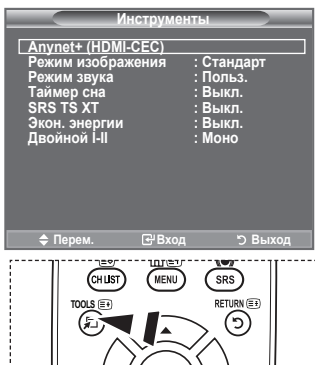 Инструменты
Anynet+ (HDMI-CEC)
Режим изображения : Стандарт
Режим звука : Польз.
Таймер сна : Выкл.
SRS TS XT : Выкл.
Экон. энергии : Выкл.
Двойной I-II : Моно
Перем. Вход Выход
CH LIST MENU SRS
TOOLS RETURN